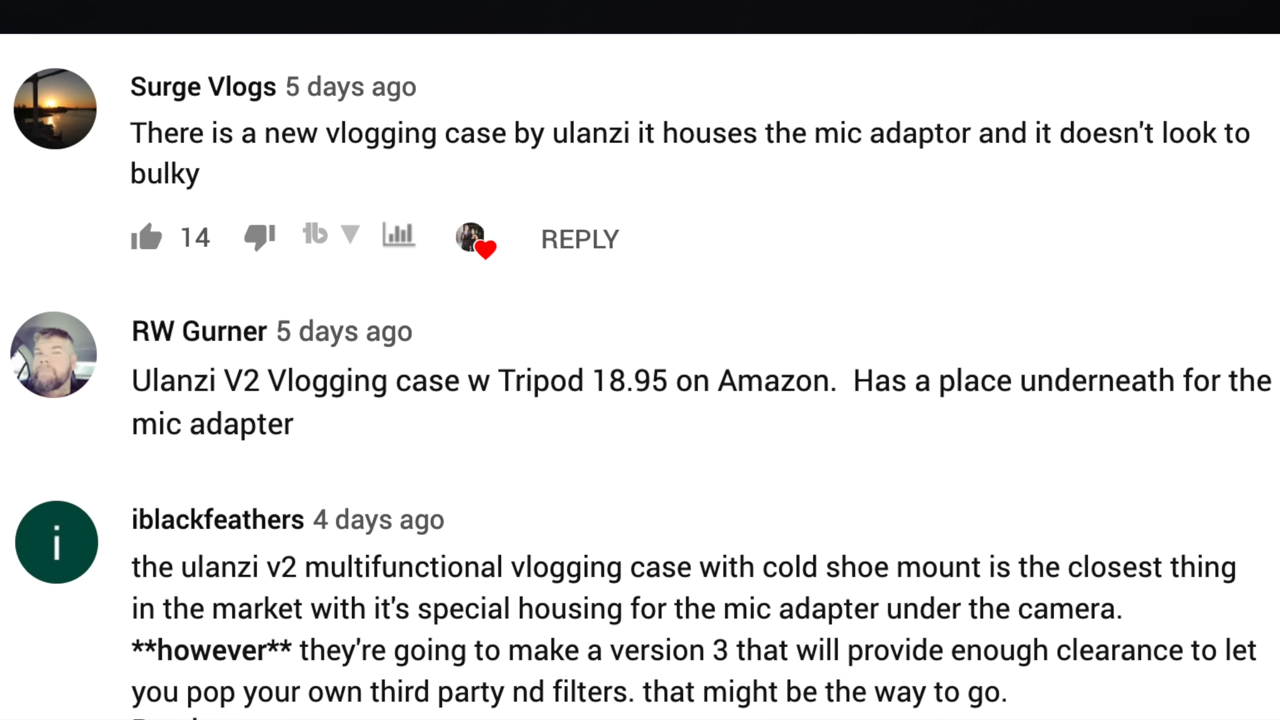 Surge Vlogs 5 days ago
There is a new vlogging case by ulanzi it houses the mic adaptor and it doesn't look to
bulky
14 REPLY
RW Gurner 5 days ago
Ulanzi V2 Vlogging case w Tripod 18.95 on Amazon.  Has a place underneath for the
mic adapter
i
iblackfeathers 4 days ago
the ulanzi v2 multifunctional vlogging case with cold shoe mount is the closest thing
in the market with it's special housing for the mic adapter under the camera.
**however** they're going to make a version 3 that will provide enough clearance to let
you pop your own third party nd filters. that might be the way to go.